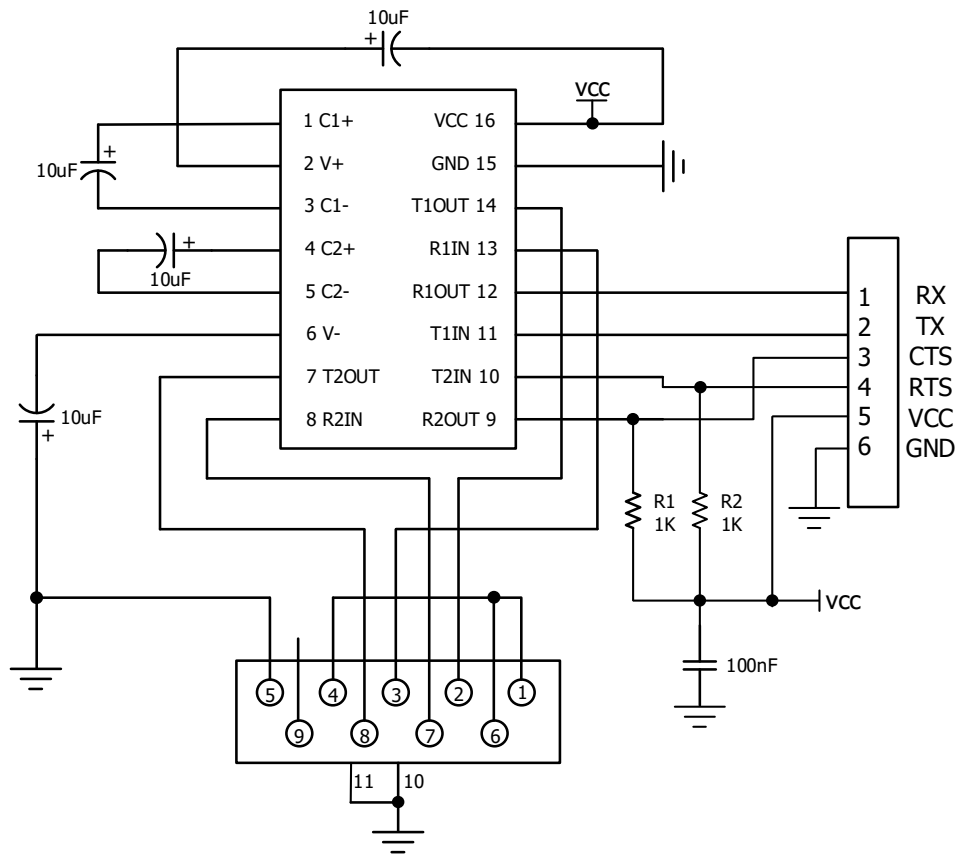 10uF
+
VCC
1 C1+ VCC 16
+
10uF
2 V+ GND 15
3 C1- T1OUT 14
+
10uF
4 C2+ R1IN 13
5 C2- R1OUT 12
6 V- T1IN 11
7 T2OUT T2IN 10
8 R2IN R2OUT 9
10uF
+
1 RX
2 TX
3 CTS
4 RTS
5 VCC
6 GND
R1
1K
R2
1K
VCC
100nF
5 4 3 2 1
9 8 7 6
11 10